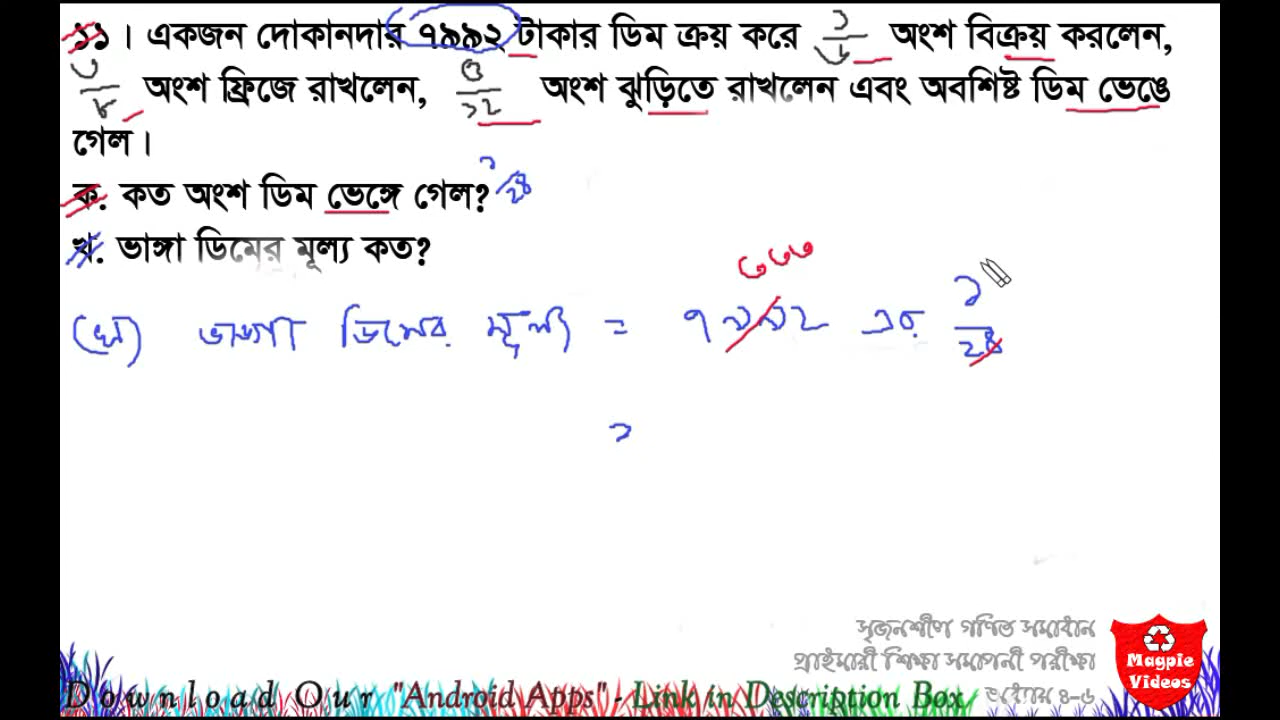 ১১। একজন দোকানদার ৭৯৯২ টাকার ডিম ক্রয় করে ১/৬ অংশ বিক্রয় করলেন,
৩/৮ অংশ ফ্রিজে রাখলেন, ৫/১২ অংশ ঝুড়িতে রাখলেন এবং অবশিষ্ট ডিম ভেঙে
গেল।
ক. কত অংশ ডিম ভেঙ্গে গেল? ১/২৪
খ. ভাঙ্গা ডিমের মূল্য কত?
৩৩৩
(খ) ভাঙ্গা ডিমের মূল্য = ৭৯৯২ এর ১/২৪
সৃজনশীল গণিত সমাধান
প্রাইমারী শিক্ষা সমাপনী পরীক্ষা
Magpie
Videos
Download Our "Android Apps" - Link in Description Box
৪-৬